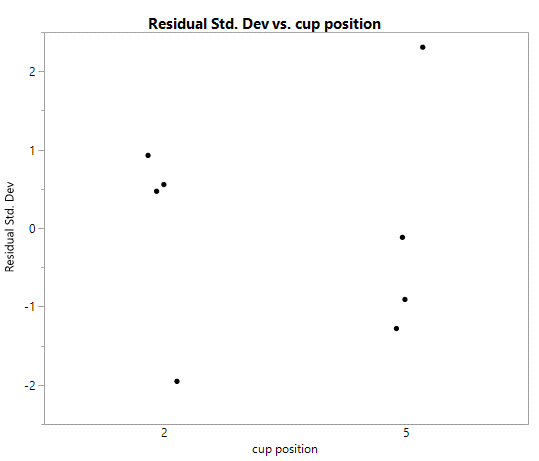 Residual Std. Dev vs. cup position
Residual Std. Dev
2
1
0
-1
-2
2
5
cup position